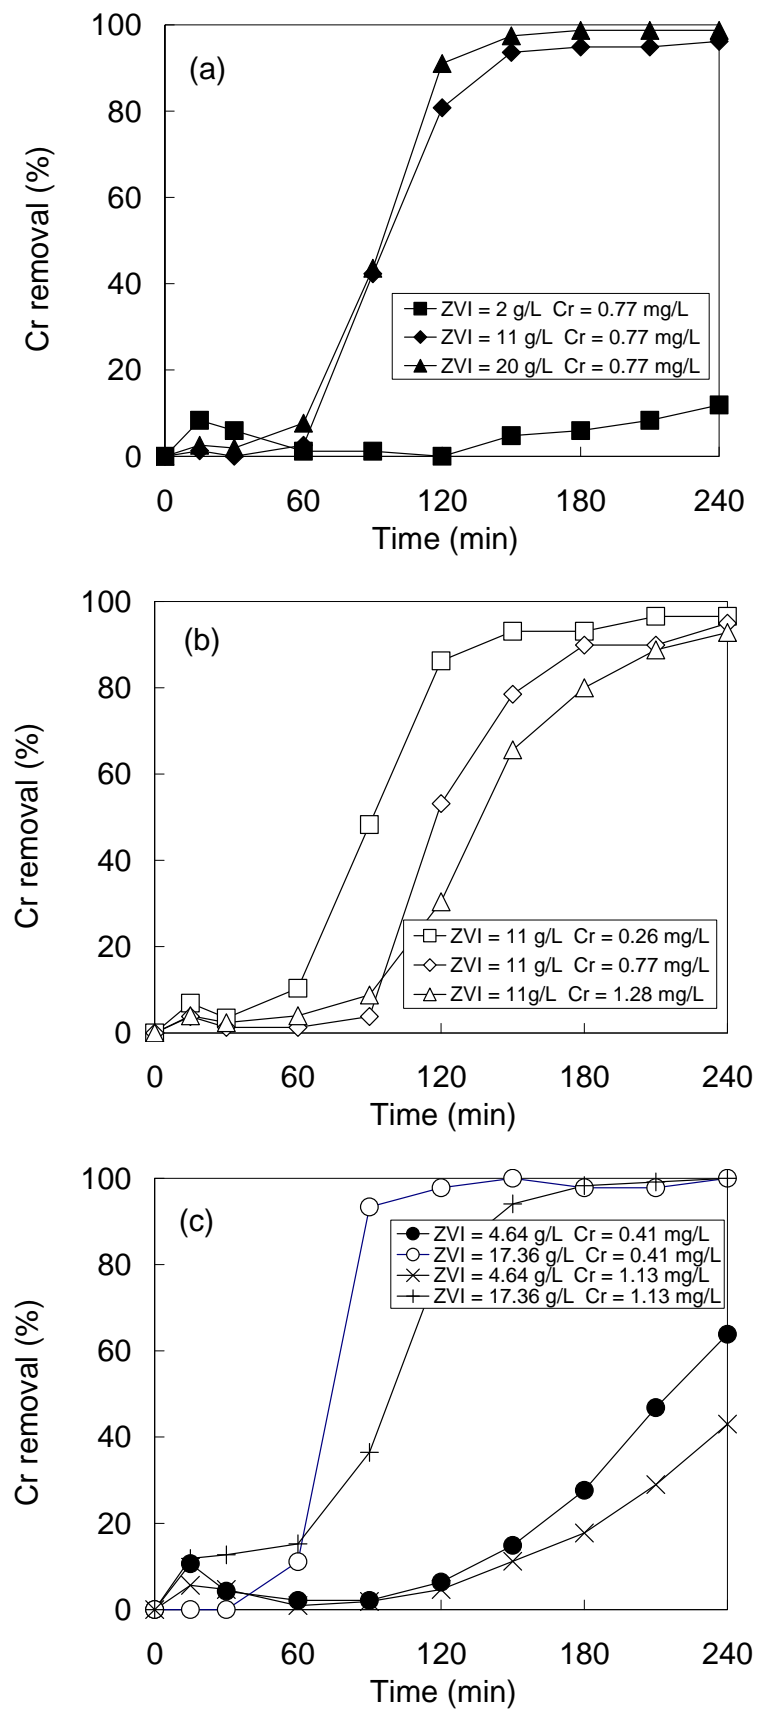 100
(a)
80
60
Cr removal (%)
40
ZVI = 2 g/L Cr = 0.77 mg/L
ZVI = 11 g/L Cr = 0.77 mg/L
20
ZVI = 20 g/L Cr = 0.77 mg/L
0
0 60 120 180 240
Time (min)
100
(b)
80
60
Cr removal (%)
40
20
ZVI = 11 g/L Cr = 0.26 mg/L
ZVI = 11 g/L Cr = 0.77 mg/L
ZVI = 11g/L Cr = 1.28 mg/L
0
0 60 120 180 240
Time (min)
100
(c)
ZVI = 4.64 g/L Cr = 0.41 mg/L
ZVI = 17.36 g/L Cr = 0.41 mg/L
ZVI = 4.64 g/L Cr = 1.13 mg/L
ZVI = 17.36 g/L Cr = 1.13 mg/L
80
60
Cr removal (%)
40
20
0
0 60 120 180 240
Time (min)